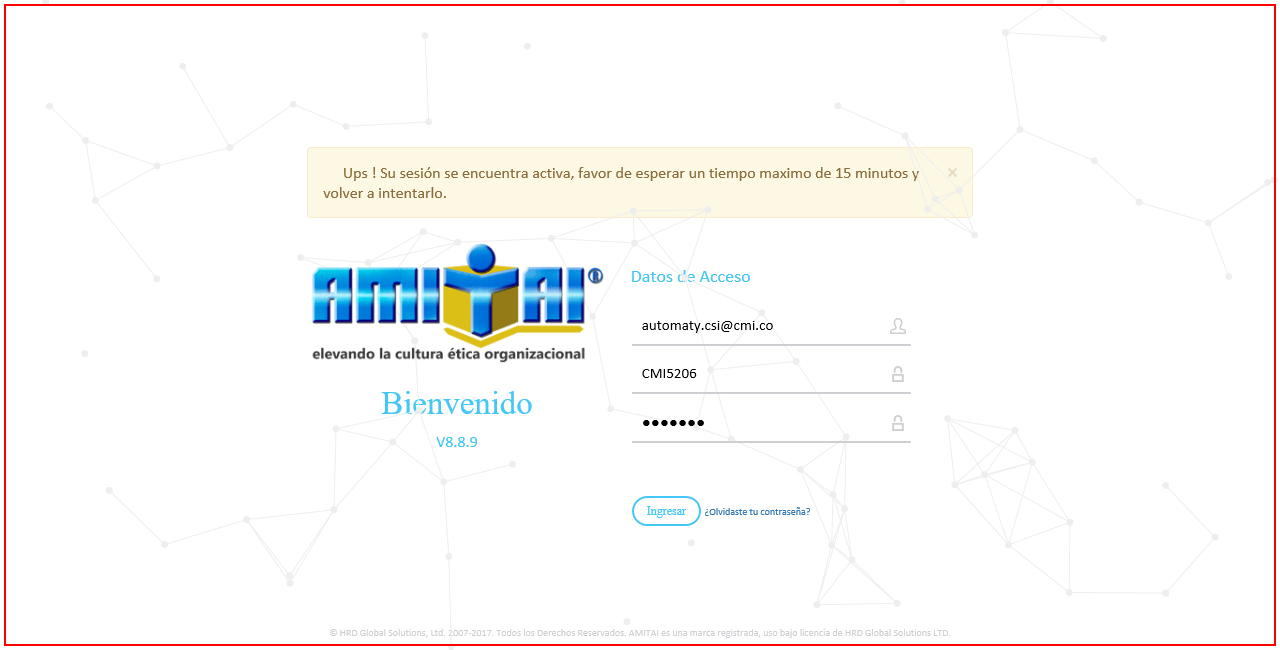 Ups ! Su sesión se encuentra activa, favor de esperar un tiempo maximo de 15 minutos y
volver a intentarlo.
×
AMITAI®
elevando la cultura ética organizacional
Bienvenido
V8.8.9
Datos de Acceso
automaty.csi@cmi.co
CMI5206
●●●●●●●
Ingresar ¿Olvidaste tu contraseña?
© HRD Global Solutions, Ltd. 2007-2017. Todos los Derechos Reservados. AMITAI es una marca registrada, uso bajo licencia de HRD Global Solutions LTD.